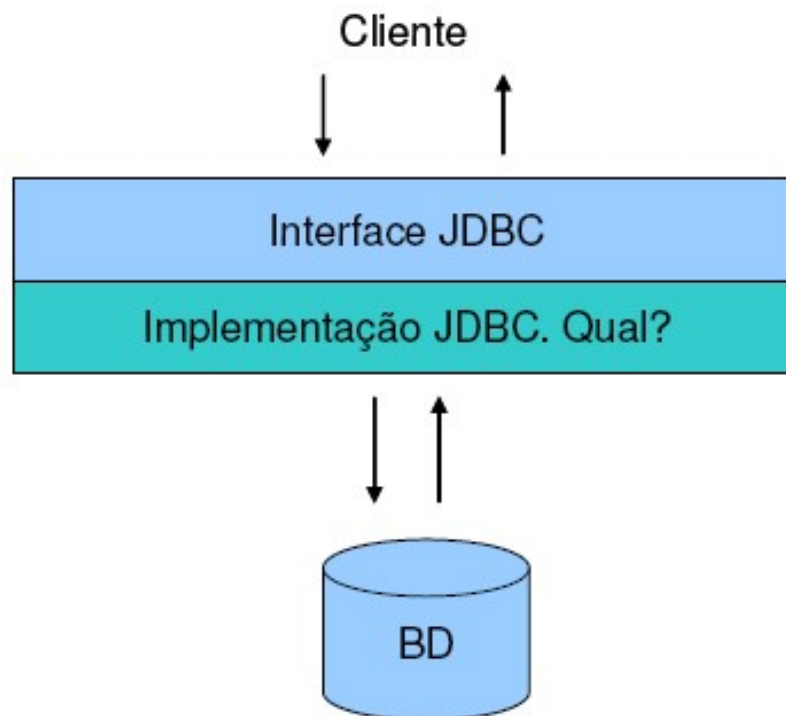 Cliente
Interface JDBC
Implementação JDBC. Qual?
BD